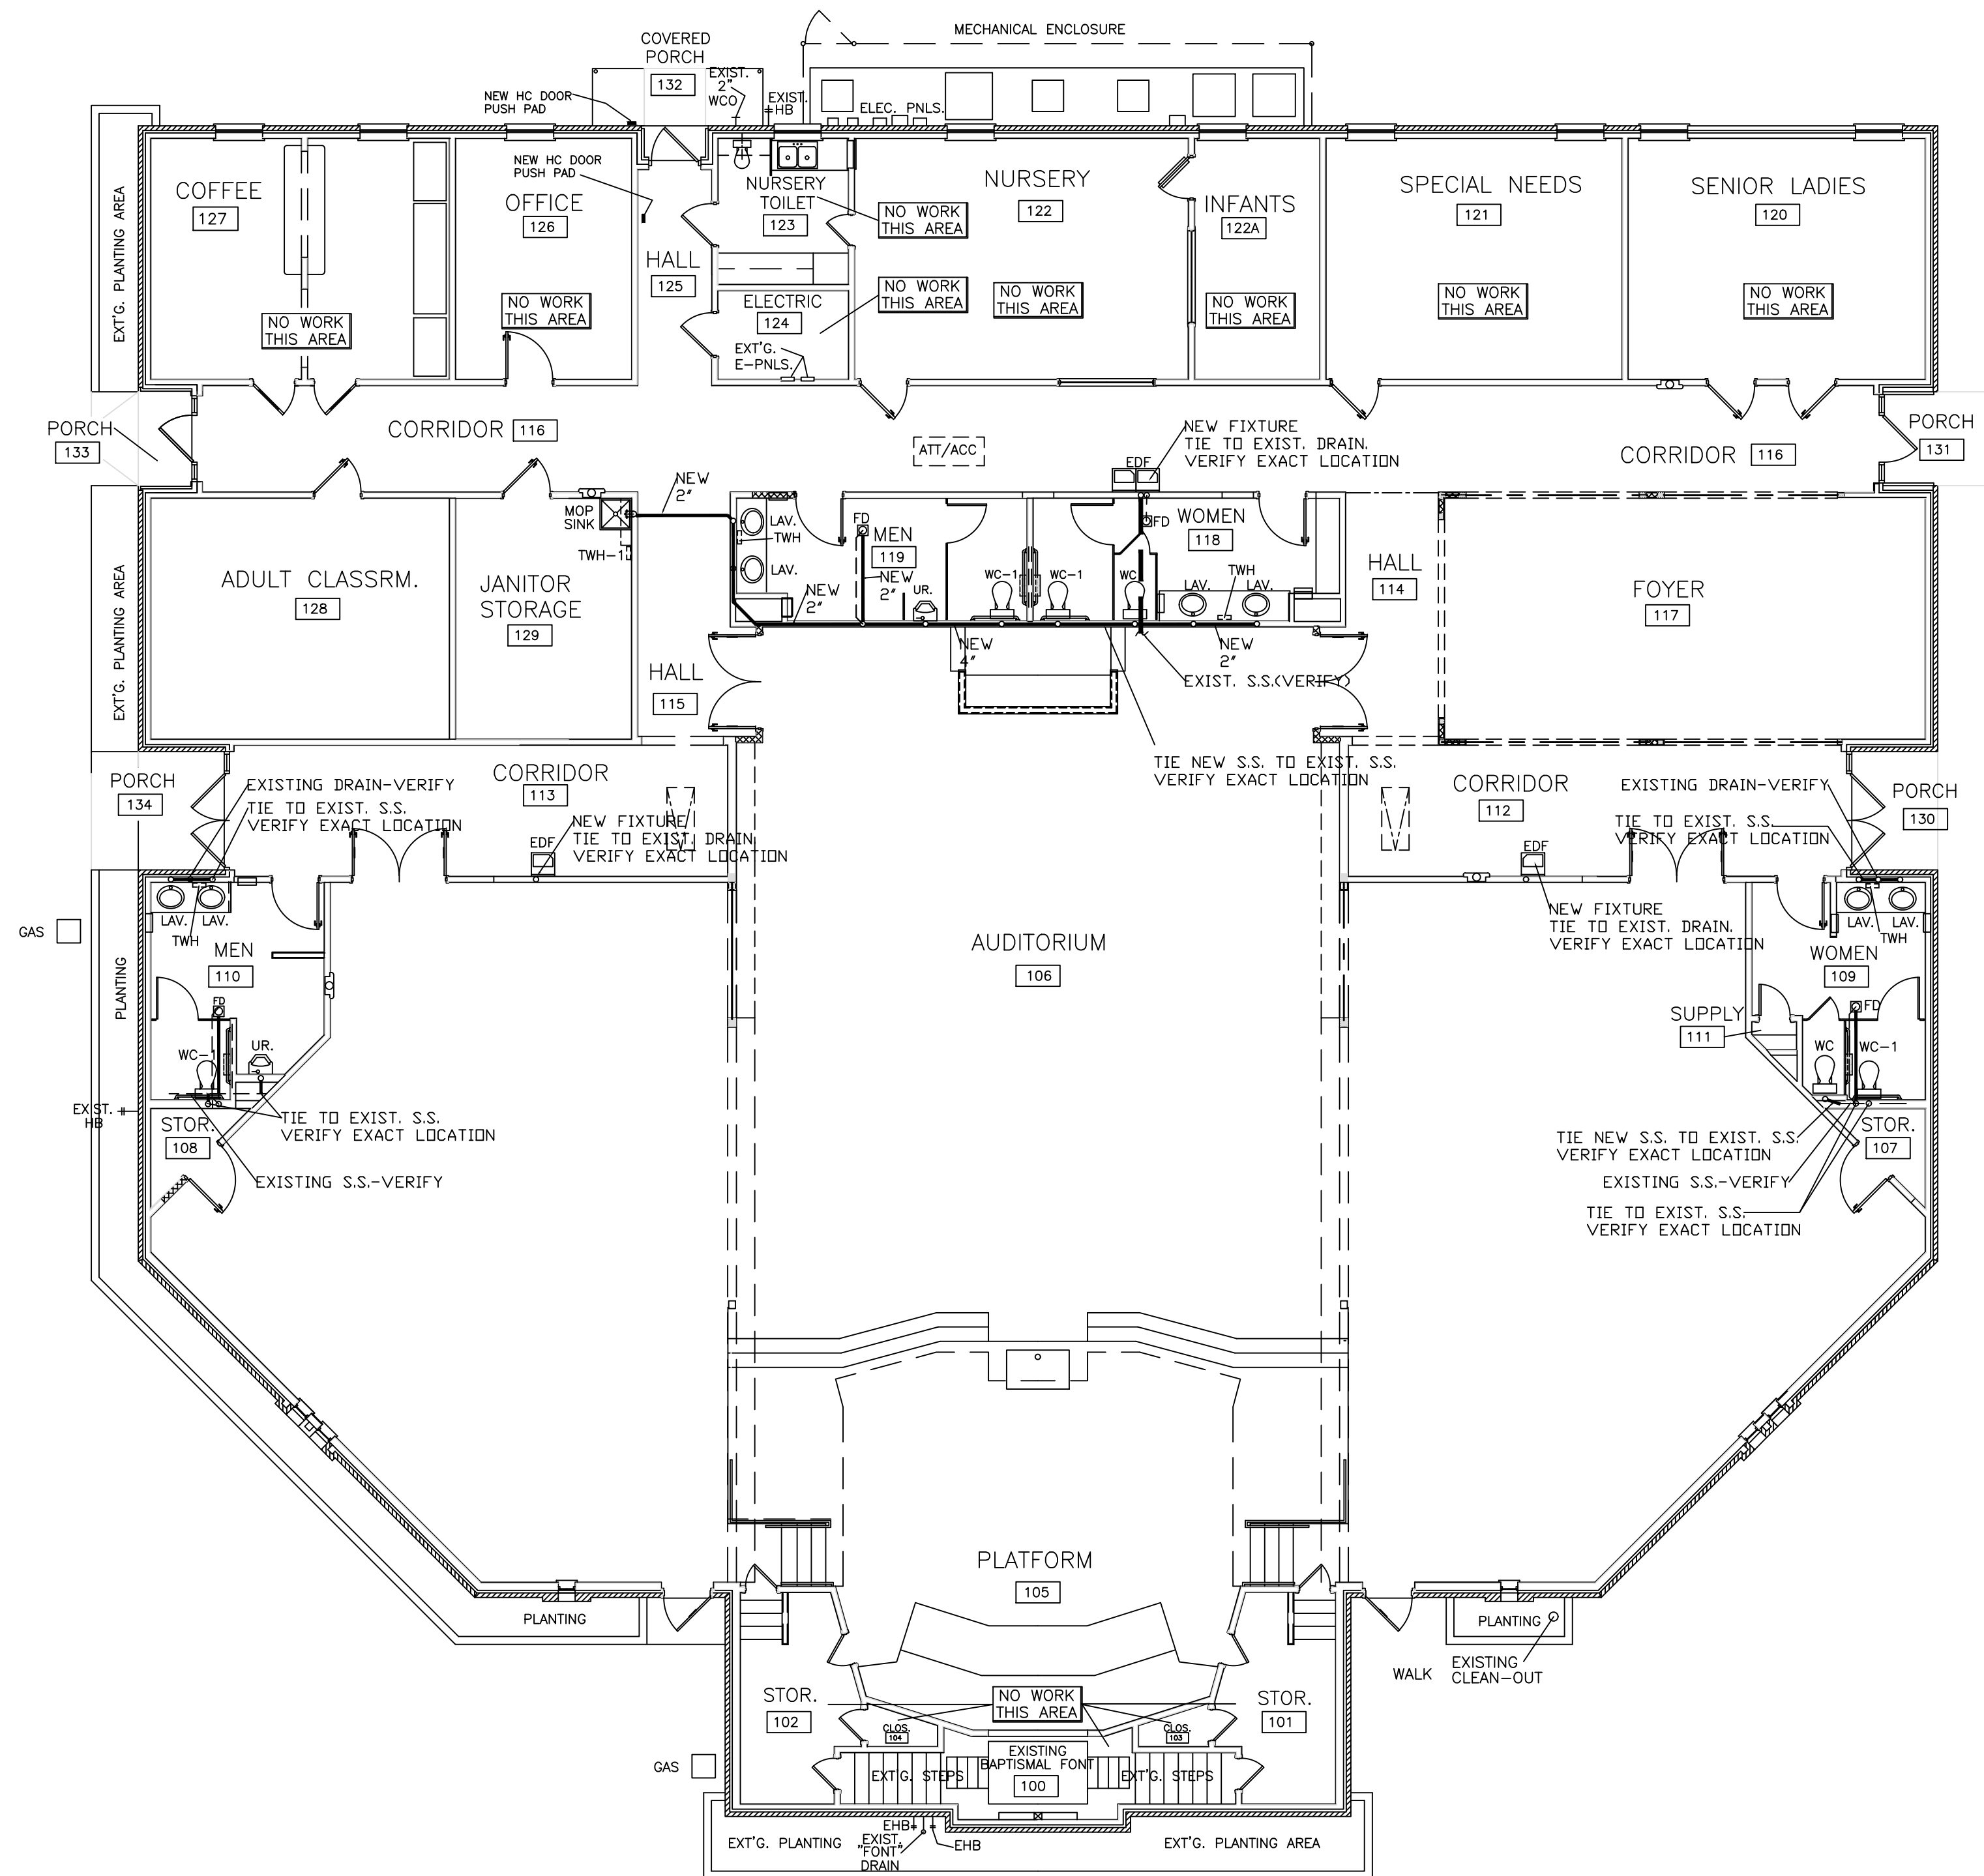 MECHANICAL ENCLOSURE
COVERED
PORCH
132
EXIST.
2"
WCO
EXIST.
HB
NEW HC DOOR
PUSH PAD
ELEC. PNLS.
NEW HC DOOR
PUSH PAD
EXT'G. PLANTING AREA
COFFEE
127
NO WORK
THIS AREA
OFFICE
126
NO WORK
THIS AREA
HALL
125
NURSERY
TOILET
123
ELECTRIC
124
EXT'G.
E-PNLS.
NO WORK
THIS AREA
NO WORK
THIS AREA
NURSERY
122
NO WORK
THIS AREA
INFANTS
122A
NO WORK
THIS AREA
SPECIAL NEEDS
121
NO WORK
THIS AREA
SENIOR LADIES
120
NO WORK
THIS AREA
PORCH
133
CORRIDOR 116
ATT/ACC
EDF
NEW FIXTURE
TIE TO EXIST. DRAIN.
VERIFY EXACT LOCATION
CORRIDOR 116
PORCH
131
EXT'G. PLANTING AREA
ADULT CLASSRM.
128
JANITOR
STORAGE
129
MOP
SINK
TWH-1
NEW
2"
LAV.
TWH
LAV.
FD
MEN
119
NEW
2"
NEW
2"
UR.
WC-1
WC-1
WC
FD
WOMEN
118
LAV.
TWH
LAV.
HALL
114
FOYER
117
HALL
115
NEW
4"
NEW
2"
EXIST. S.S.(VERIFY)
TIE NEW S.S. TO EXIST. S.S.
VERIFY EXACT LOCATION
PORCH
134
EXISTING DRAIN-VERIFY
TIE TO EXIST. S.S.
VERIFY EXACT LOCATION
CORRIDOR
113
EDF
NEW FIXTURE
TIE TO EXIST. DRAIN
VERIFY EXACT LOCATION
CORRIDOR
112
EXISTING DRAIN-VERIFY
TIE TO EXIST. S.S.
VERIFY EXACT LOCATION
EDF
NEW FIXTURE
TIE TO EXIST. DRAIN.
VERIFY EXACT LOCATION
PORCH
130
GAS
PLANTING
LAV.
LAV.
TWH
MEN
110
FD
WC-1
UR.
EXIST.
HB
STOR.
108
TIE TO EXIST. S.S.
VERIFY EXACT LOCATION
EXISTING S.S.-VERIFY
AUDITORIUM
106
LAV.
LAV.
TWH
WOMEN
109
FD
SUPPLY
111
WC
WC-1
STOR.
107
TIE NEW S.S. TO EXIST. S.S.
VERIFY EXACT LOCATION
EXISTING S.S.-VERIFY
TIE TO EXIST. S.S.
VERIFY EXACT LOCATION
PLATFORM
105
PLANTING
PLANTING
WALK
EXISTING
CLEAN-OUT
STOR.
102
NO WORK
THIS AREA
STOR.
101
CLOS.
104
CLOS.
103
GAS
EXT'G. STEPS
EXISTING
BAPTISMAL FONT
100
EXT'G. STEPS
EXT'G. PLANTING
EHB
EXIST.
"FONT"
DRAIN
EHB
EXT'G. PLANTING AREA